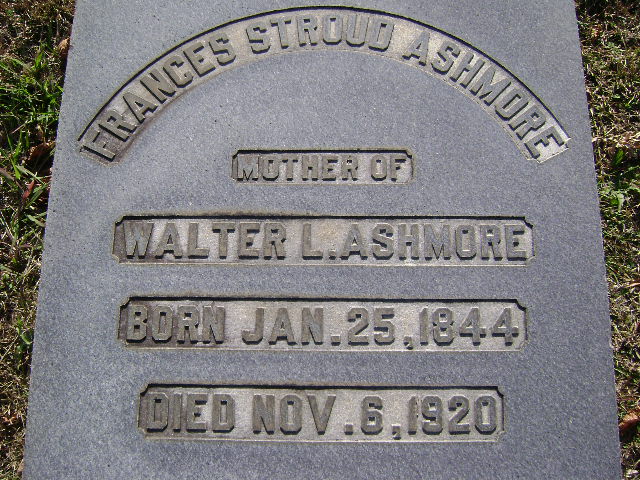 FRANCES STROUD ASHMORE
MOTHER OF
WALTER L. ASHMORE
BORN JAN. 25, 1844
DIED NOV. 6, 1920